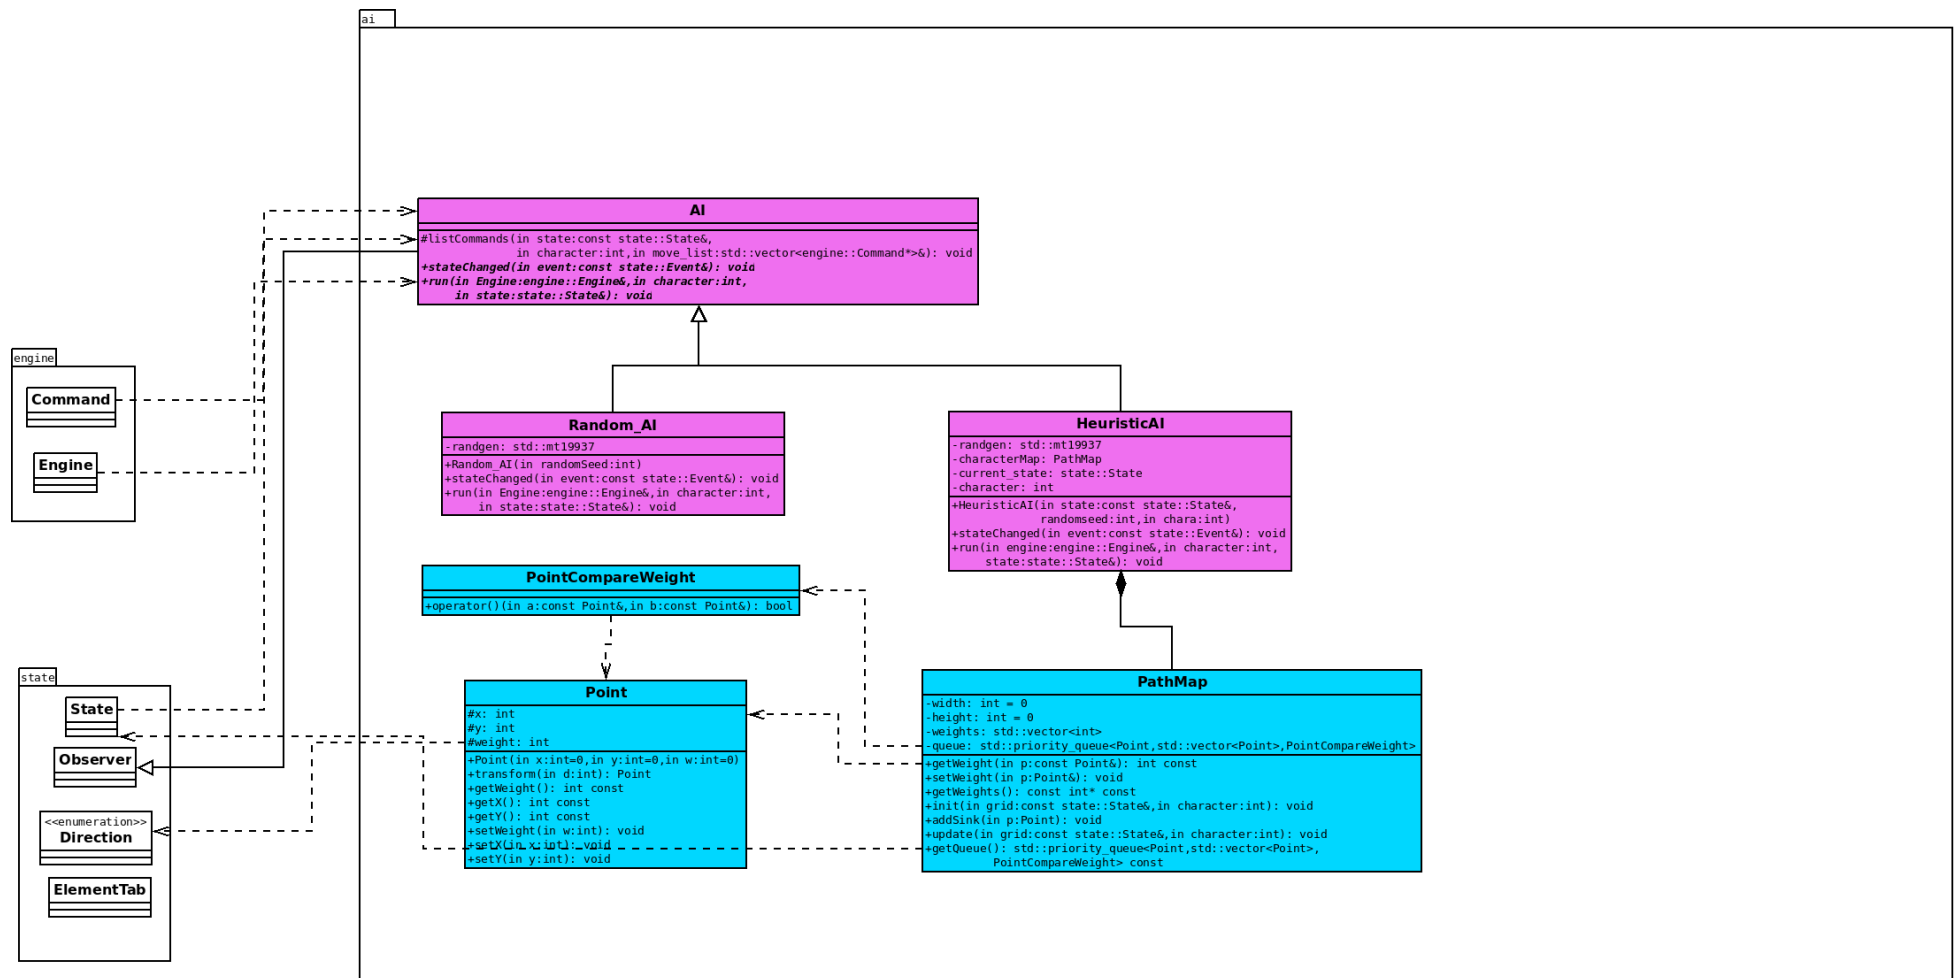 ai
AI
#listCommands(in state:const state::State&,
in character:int,in move_list:std::vector<engine::Command*>&): void
+stateChanged(in event:const state::Event&): void
+run(in Engine:engine::Engine&,in character:int,
in state:state::State&): void
engine
Command
Engine
Random_AI
-randgen: std::mt19937
+Random_AI(in randomSeed:int)
+stateChanged(in event:const state::Event&): void
+run(in Engine:engine::Engine&,in character:int,
in state:state::State&): void
HeuristicAI
-randgen: std::mt19937
-characterMap: PathMap
-current_state: state::State
-character: int
+HeuristicAI(in state:const state::State&,
randomseed:int,in chara:int)
+stateChanged(in event:const state::Event&): void
+run(in engine:engine::Engine&,in character:int,
state:state::State&): void
PointCompareWeight
+operator()(in a:const Point&,in b:const Point&): bool
state
State
Observer
<<enumeration>>
Direction
ElementTab
Point
#x: int
#y: int
#weight: int
+Point(in x:int=0,in y:int=0,in w:int=0)
+transform(in d:int): Point
+getWeight(): int const
+getX(): int const
+getY(): int const
+setWeight(in w:int): void
+setX(in x:int): void
+setY(in y:int): void
PathMap
-width: int = 0
-height: int = 0
-weights: std::vector<int>
-queue: std::priority_queue<Point,std::vector<Point>,PointCompareWeight>
+getWeight(in p:const Point&): int const
+setWeight(in p:Point&): void
+getWeights(): const int* const
+init(in grid:const state::State&,in character:int): void
+addSink(in p:Point): void
+update(in grid:const state::State&,in character:int): void
+getQueue(): std::priority_queue<Point,std::vector<Point>,
PointCompareWeight> const